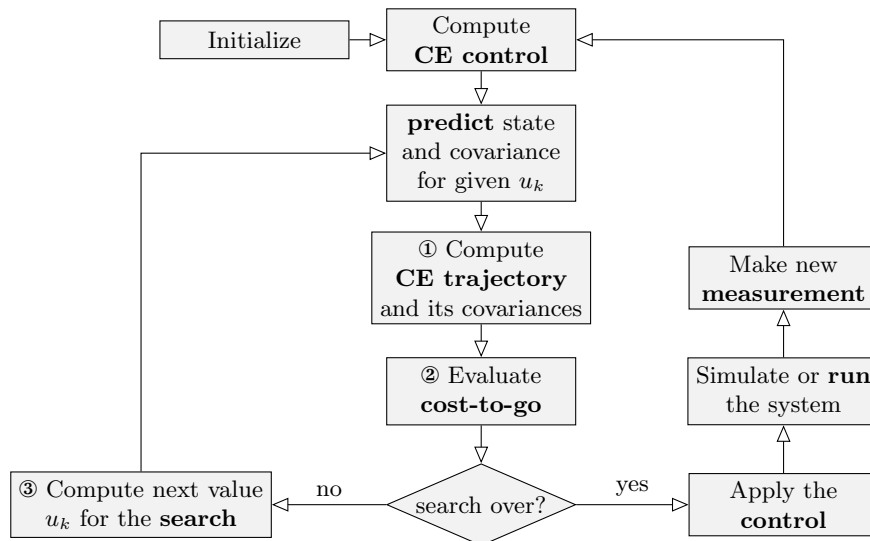 Initialize
Compute
CE control
predict state
and covariance
for given u_k
① Compute
CE trajectory
and its covariances
② Evaluate
cost-to-go
search over?
no
yes
③ Compute next value
u_k for the search
Apply the
control
Simulate or run
the system
Make new
measurement